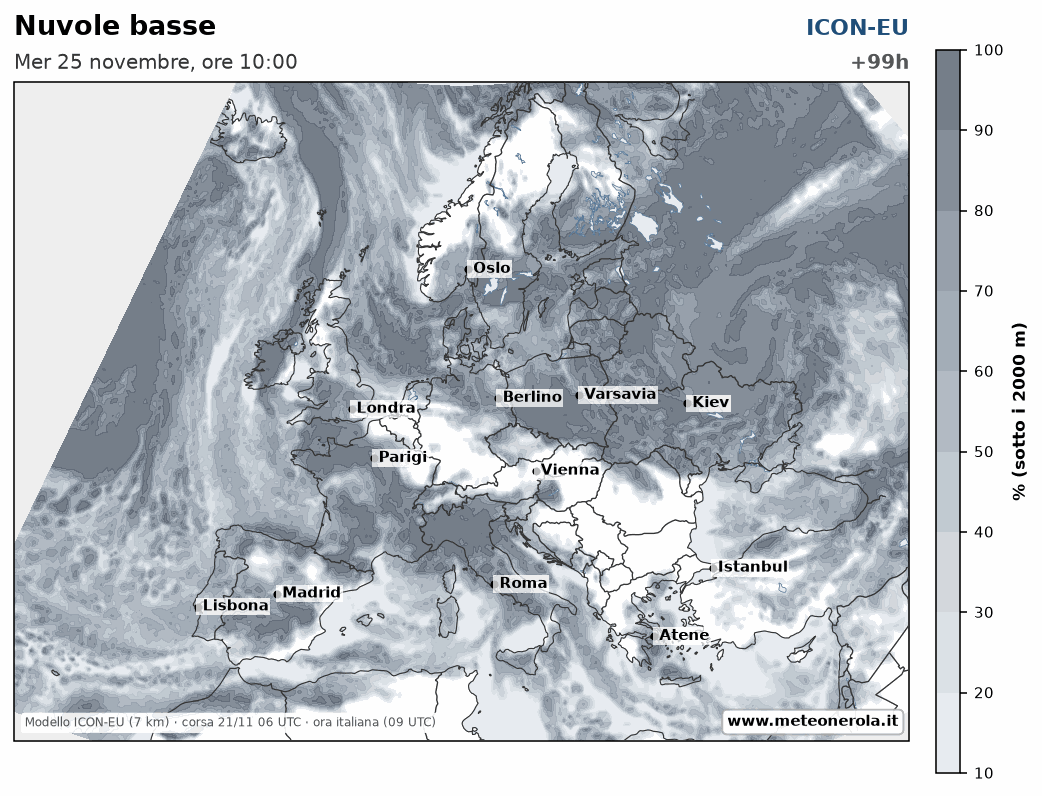 Nuvole basse
ICON-EU
Mer 25 novembre, ore 10:00
+99h
100
90
80
70
60
50
40
30
20
10
% (sotto i 2000 m)
Oslo
Londra
Berlino
Varsavia
Kiev
Parigi
Vienna
Istanbul
Roma
Madrid
Lisbona
Atene
Modello ICON-EU (7 km) · corsa 21/11 06 UTC · ora italiana (09 UTC)
www.meteonerola.it